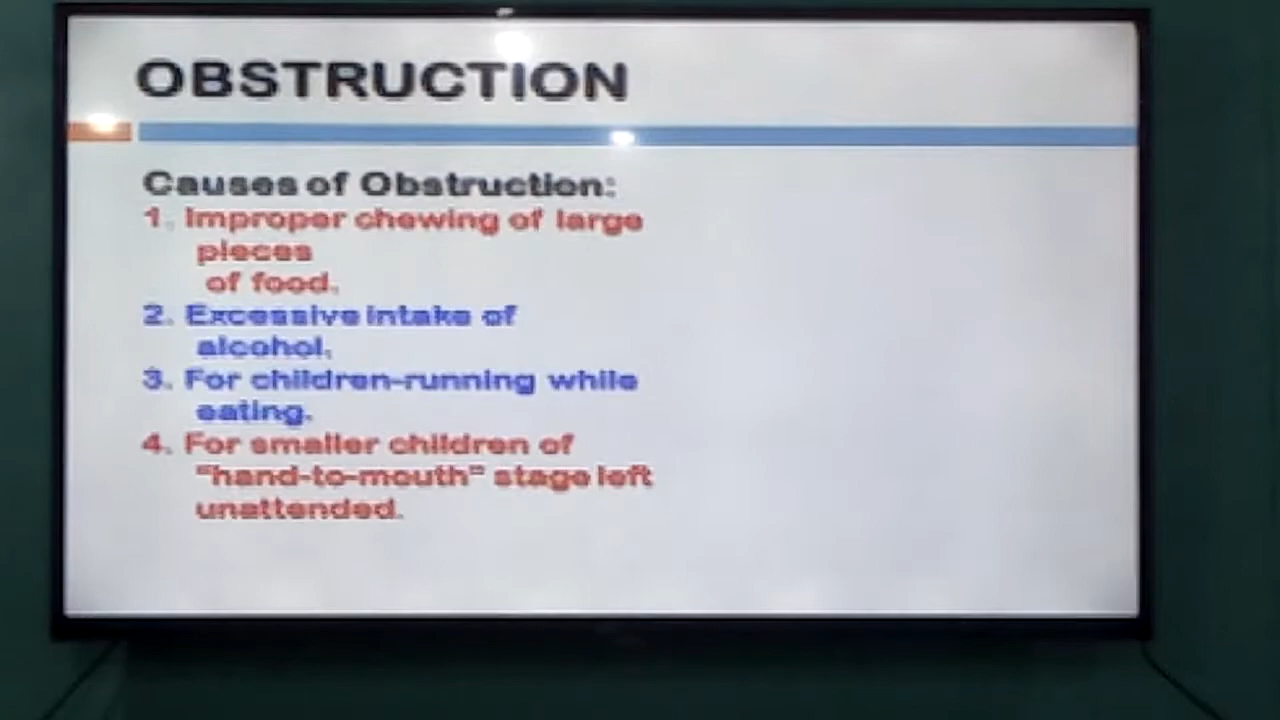 OBSTRUCTION
Causes of Obstruction:
1. Improper chewing of large
pieces
of food.
2. Excessive intake of
alcohol.
3. For children-running while
eating.
4. For smaller children of
"hand-to-mouth" stage left
unattended.